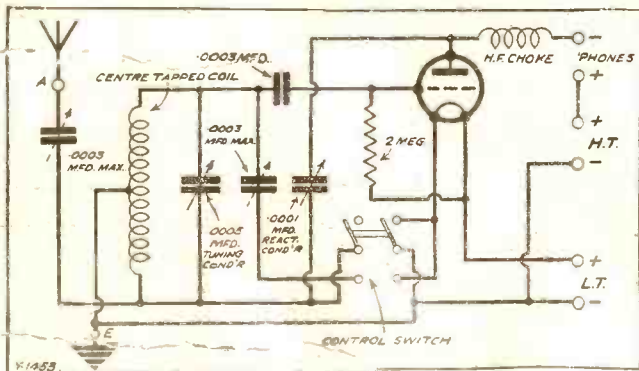 A
.0003
MFD. MAX.
CENTRE TAPPED COIL
.0003 MFD.
.0003
MFD MAX.
.0005
MFD.
TUNING
COND'R
.0001
MFD.
REACT.
COND'R
2 MEG
H.F. CHOKE
'PHONES
−
+
+
H.T.
−
+
L.T.
−
CONTROL SWITCH
E
Y-1453.